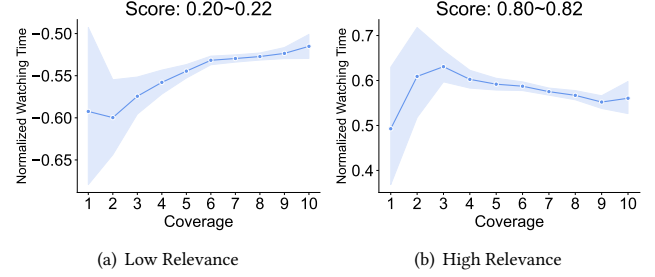 Score: 0.20~0.22
Normalized Watching Time
−0.50
−0.55
−0.60
−0.65
1 2 3 4 5 6 7 8 9 10
Coverage
(a) Low Relevance
Score: 0.80~0.82
Normalized Watching Time
0.7
0.6
0.5
0.4
1 2 3 4 5 6 7 8 9 10
Coverage
(b) High Relevance